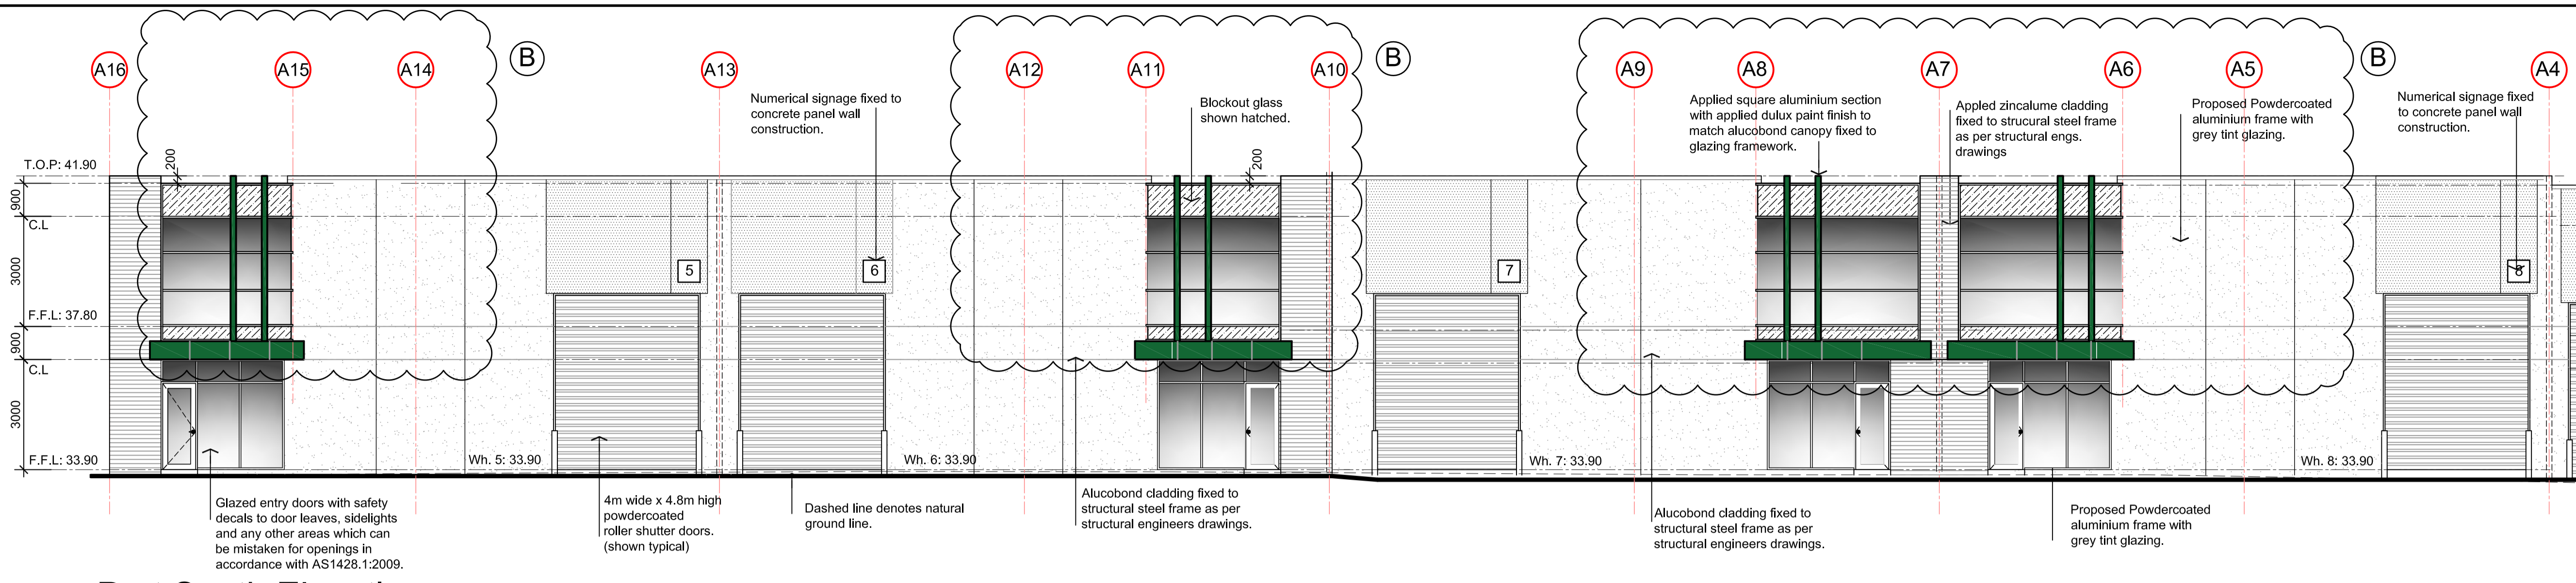 A16
A15
A14
B
A13
A12
A11
A10
B
A9
A8
A7
A6
A5
B
A4
Numerical signage fixed to
concrete panel wall
construction.
Blockout glass
shown hatched.
Applied square aluminium section
with applied dulux paint finish to
match alucobond canopy fixed to
glazing framework.
Appled zincalume cladding
fixed to strucural steel frame
as per structural engs.
drawings
Proposed Powdercoated
aluminium frame with
grey tint glazing.
Numerical signage fixed
to concrete panel wall
construction.
T.O.P: 41.90
200
200
900
C.L
3000
F.F.L: 37.80
900
C.L
3000
F.F.L: 33.90
5
6
7
8
Wh. 5: 33.90
Wh. 6: 33.90
Wh. 7: 33.90
Wh. 8: 33.90
Glazed entry doors with safety
decals to door leaves, sidelights
and any other areas which can
be mistaken for openings in
accordance with AS1428.1:2009.
4m wide x 4.8m high
powdercoated
roller shutter doors.
(shown typical)
Dashed line denotes natural
ground line.
Alucobond cladding fixed to
structural steel frame as per
structural engineers drawings.
Alucobond cladding fixed to
structural steel frame as per
structural engineers drawings.
Proposed Powdercoated
aluminium frame with
grey tint glazing.